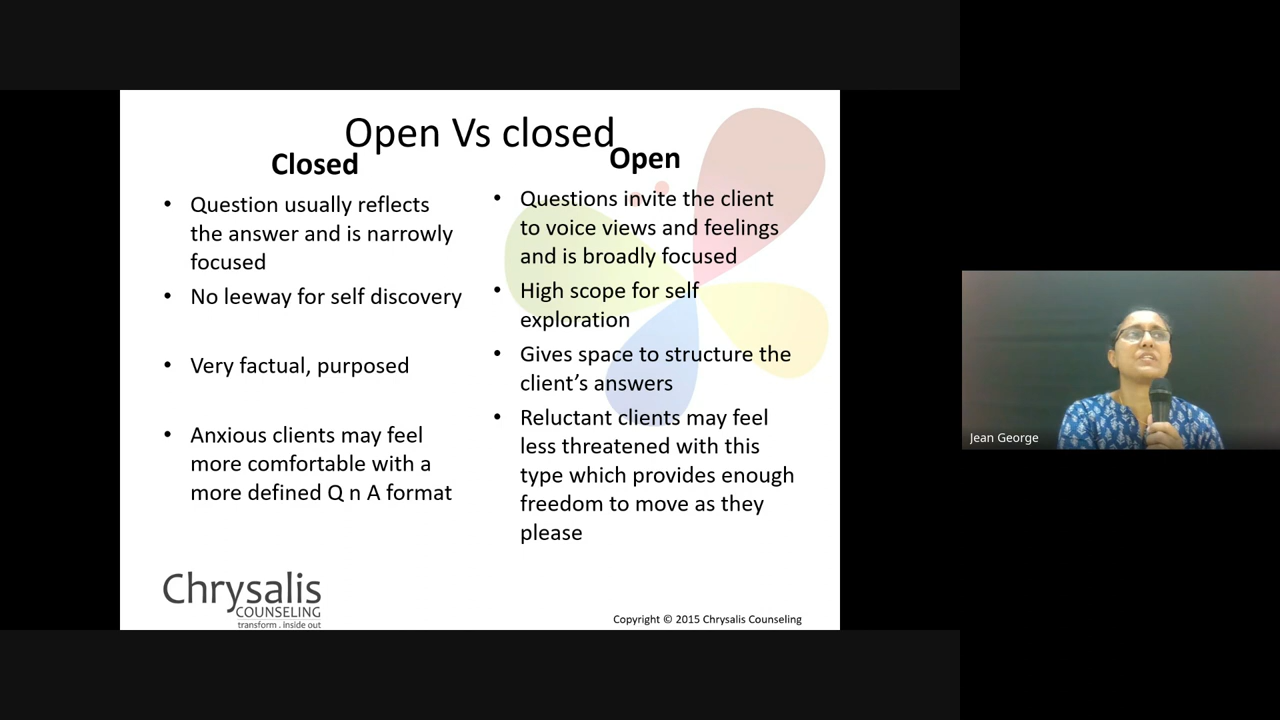 Open Vs closed
Closed
Question usually reflects
the answer and is narrowly
focused
No leeway for self discovery
Very factual, purposed
Anxious clients may feel
more comfortable with a
more defined Q n A format
Open
Questions invite the client
to voice views and feelings
and is broadly focused
High scope for self
exploration
Gives space to structure the
client’s answers
Reluctant clients may feel
less threatened with this
type which provides enough
freedom to move as they
please
Chrysalis
COUNSELING
transform . inside out
Copyright © 2015 Chrysalis Counseling
Jean George